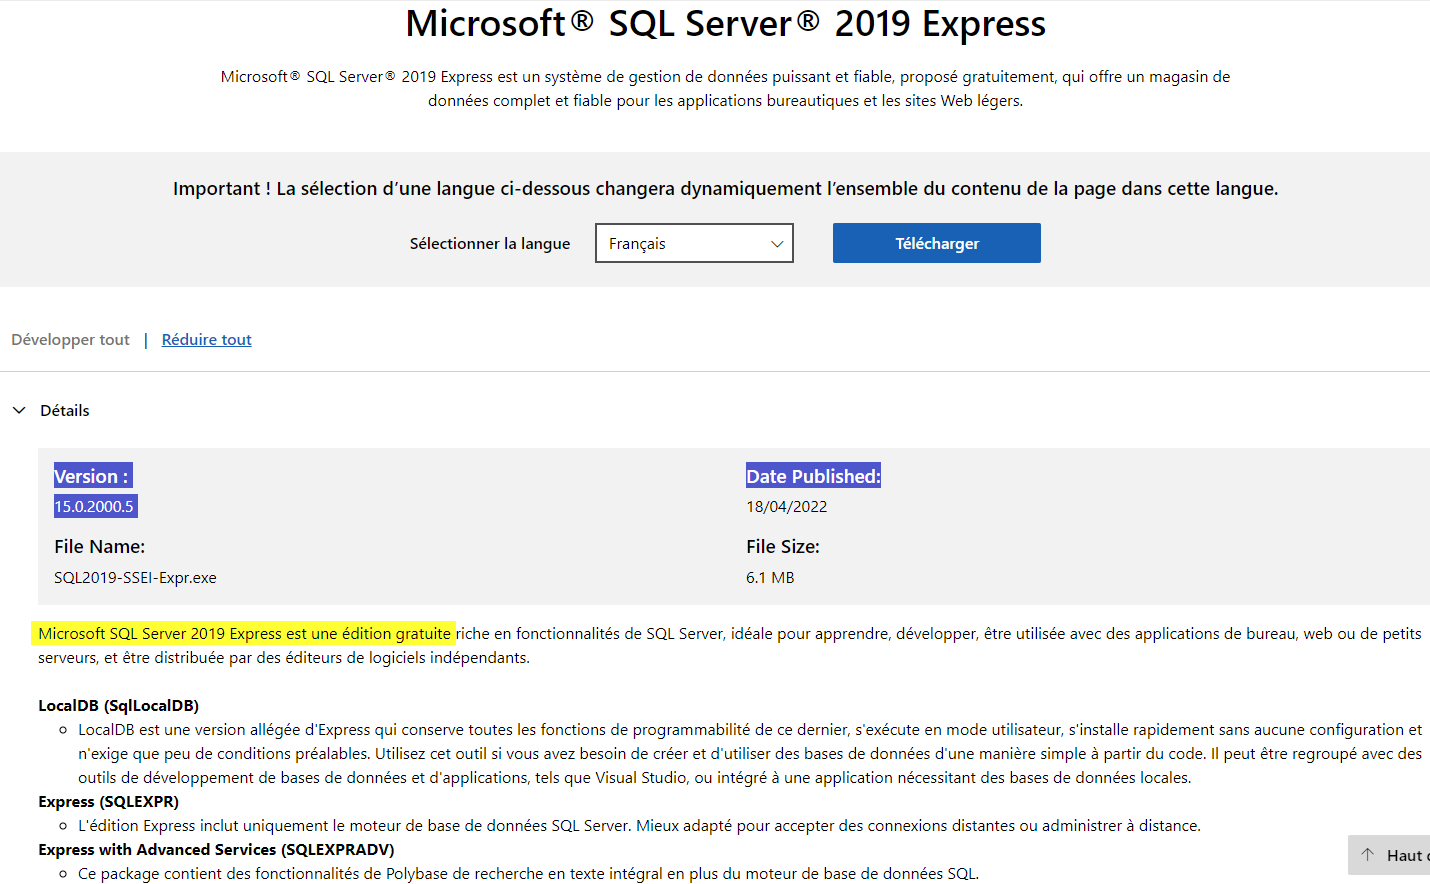 Microsoft® SQL Server® 2019 Express
Microsoft® SQL Server® 2019 Express est un système de gestion de données puissant et fiable, proposé gratuitement, qui offre un magasin de
données complet et fiable pour les applications bureautiques et les sites Web légers.
Important ! La sélection d’une langue ci-dessous changera dynamiquement l’ensemble du contenu de la page dans cette langue.
Sélectionner la langue Français Télécharger
Développer tout | Réduire tout
Détails
Version : Date Published:
15.0.2000.5 18/04/2022
File Name: File Size:
SQL2019-SSEI-Expr.exe 6.1 MB
Microsoft SQL Server 2019 Express est une édition gratuite riche en fonctionnalités de SQL Server, idéale pour apprendre, développer, être utilisée avec des applications de bureau, web ou de petits
serveurs, et être distribuée par des éditeurs de logiciels indépendants.
LocalDB (SqlLocalDB)
LocalDB est une version allégée d'Express qui conserve toutes les fonctions de programmabilité de ce dernier, s'exécute en mode utilisateur, s'installe rapidement sans aucune configuration et
n'exige que peu de conditions préalables. Utilisez cet outil si vous avez besoin de créer et d'utiliser des bases de données d'une manière simple à partir du code. Il peut être regroupé avec des
outils de développement de bases de données et d'applications, tels que Visual Studio, ou intégré à une application nécessitant des bases de données locales.
Express (SQLEXPR)
L'édition Express inclut uniquement le moteur de base de données SQL Server. Mieux adapté pour accepter des connexions distantes ou administrer à distance.
Express with Advanced Services (SQLEXPRADV)
Haut
Ce package contient des fonctionnalités de Polybase de recherche en texte intégral en plus du moteur de base de données SQL.